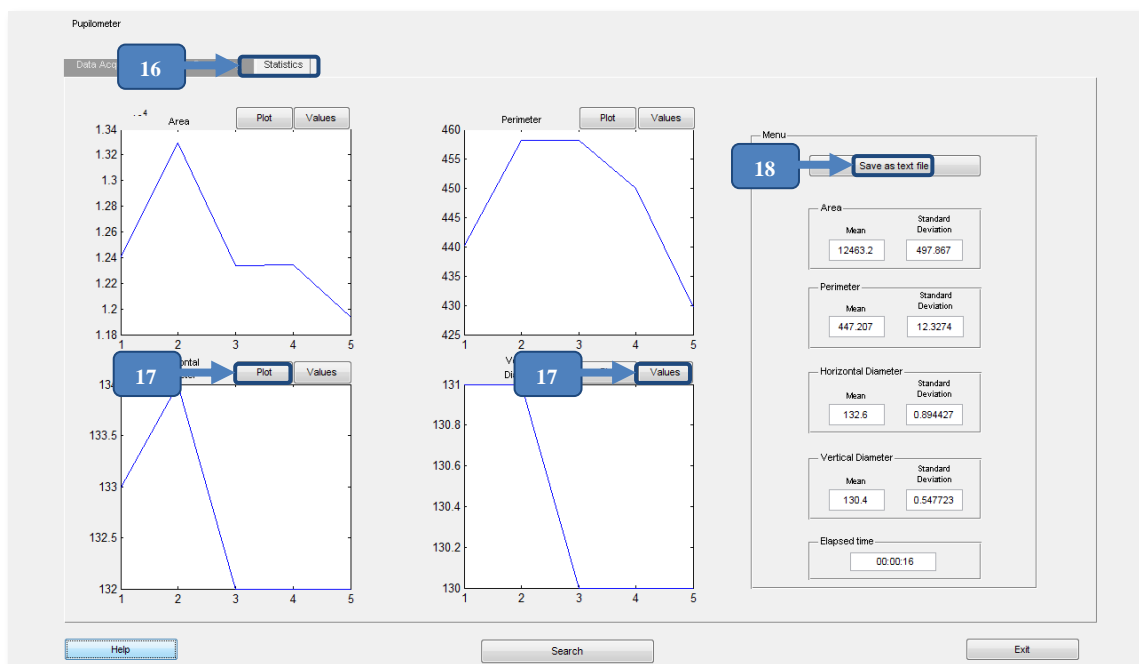 Pupilometer
Data Acq
16
Statistics
4
Area
Plot
Values
1.34
1.32
1.3
1.28
1.26
1.24
1.22
1.2
1.18
1 2 3 4 5
Perimeter
Plot
Values
460
455
450
445
440
435
430
425
1 2 3 4 5
17
Plot
Values
133.5
133
132.5
132
1 2 3 4 5
17
Values
131
130.8
130.6
130.4
130.2
130
1 2 3 4 5
Menu
18
Save as text file
Area
Mean
Standard
Deviation
12463.2
497.867
Perimeter
Mean
Standard
Deviation
447.207
12.3274
Horizontal Diameter
Mean
Standard
Deviation
132.6
0.894427
Vertical Diameter
Mean
Standard
Deviation
130.4
0.547723
Elapsed time
00:00:16
Help
Search
Exit